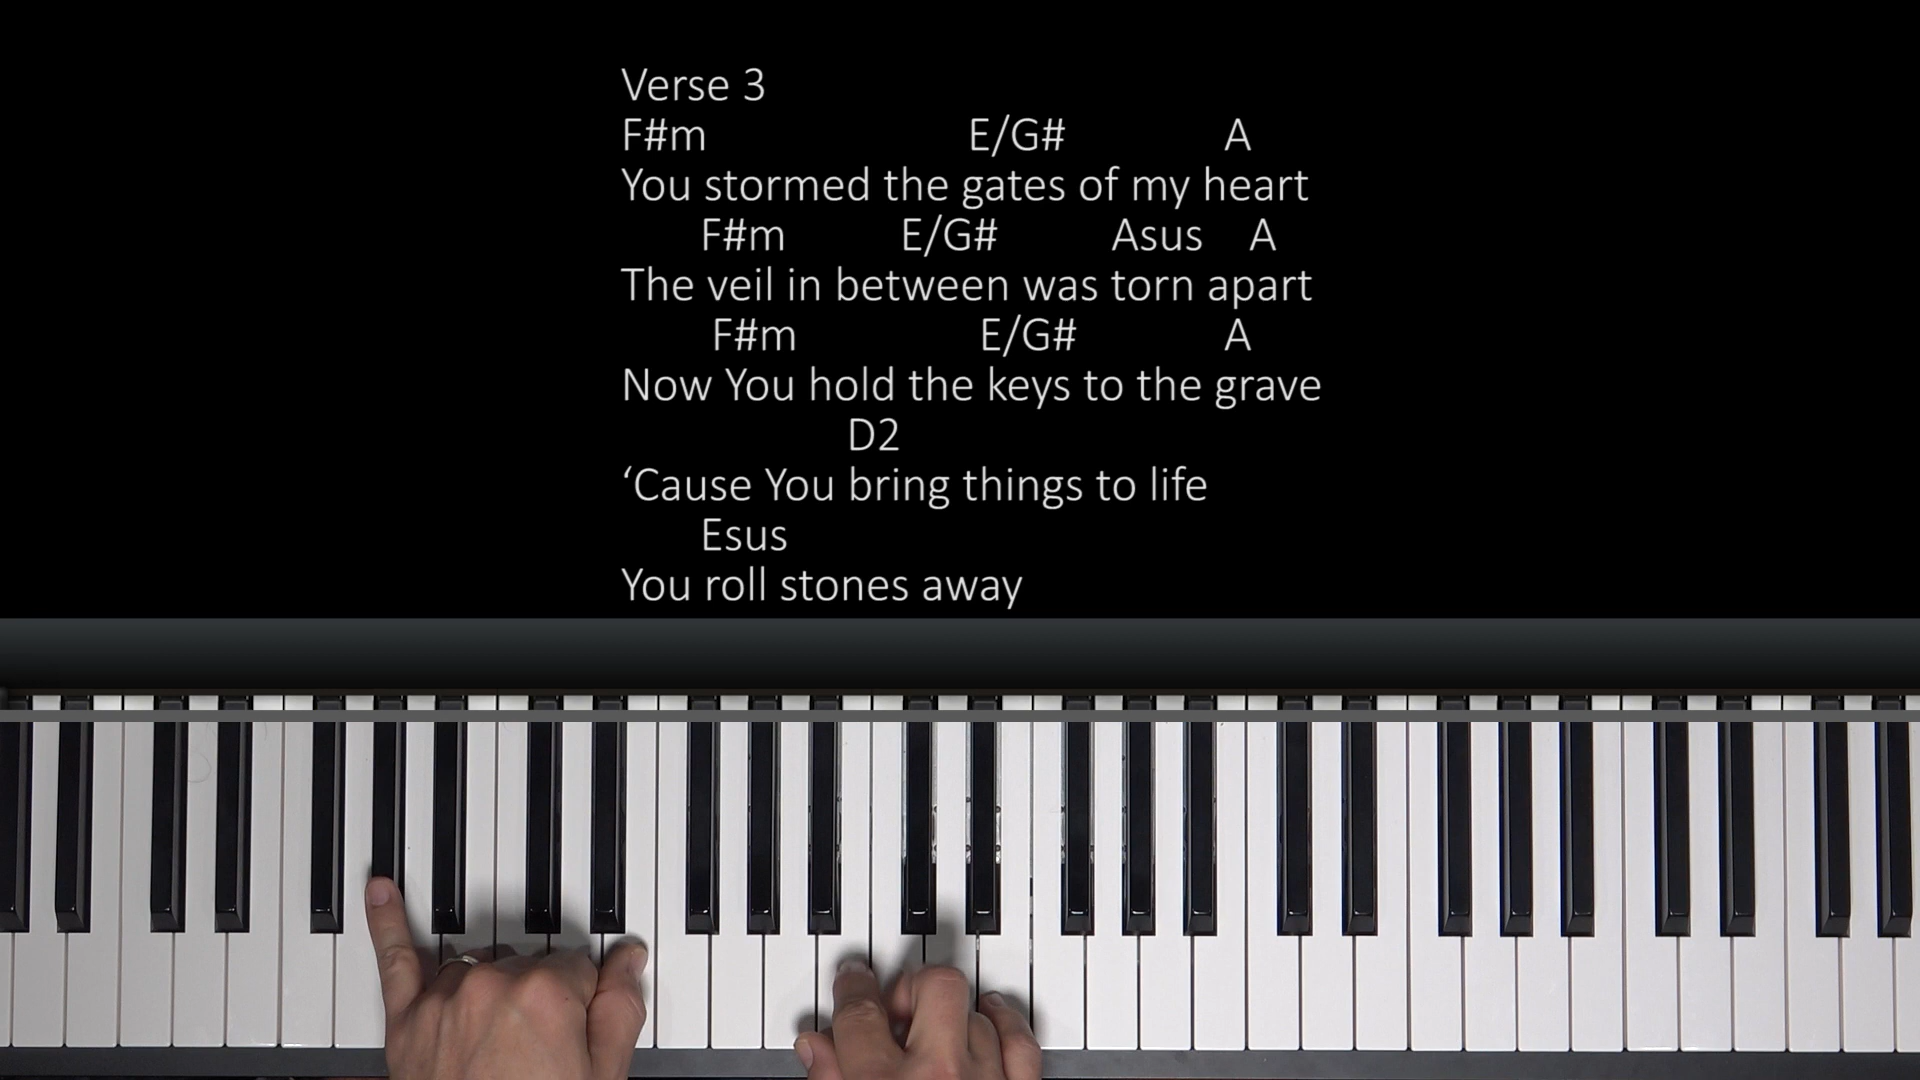 Verse 3
F#m E/G# A
You stormed the gates of my heart
F#m E/G# Asus A
The veil in between was torn apart
F#m E/G# A
Now You hold the keys to the grave
D2
‘Cause You bring things to life
Esus
You roll stones away